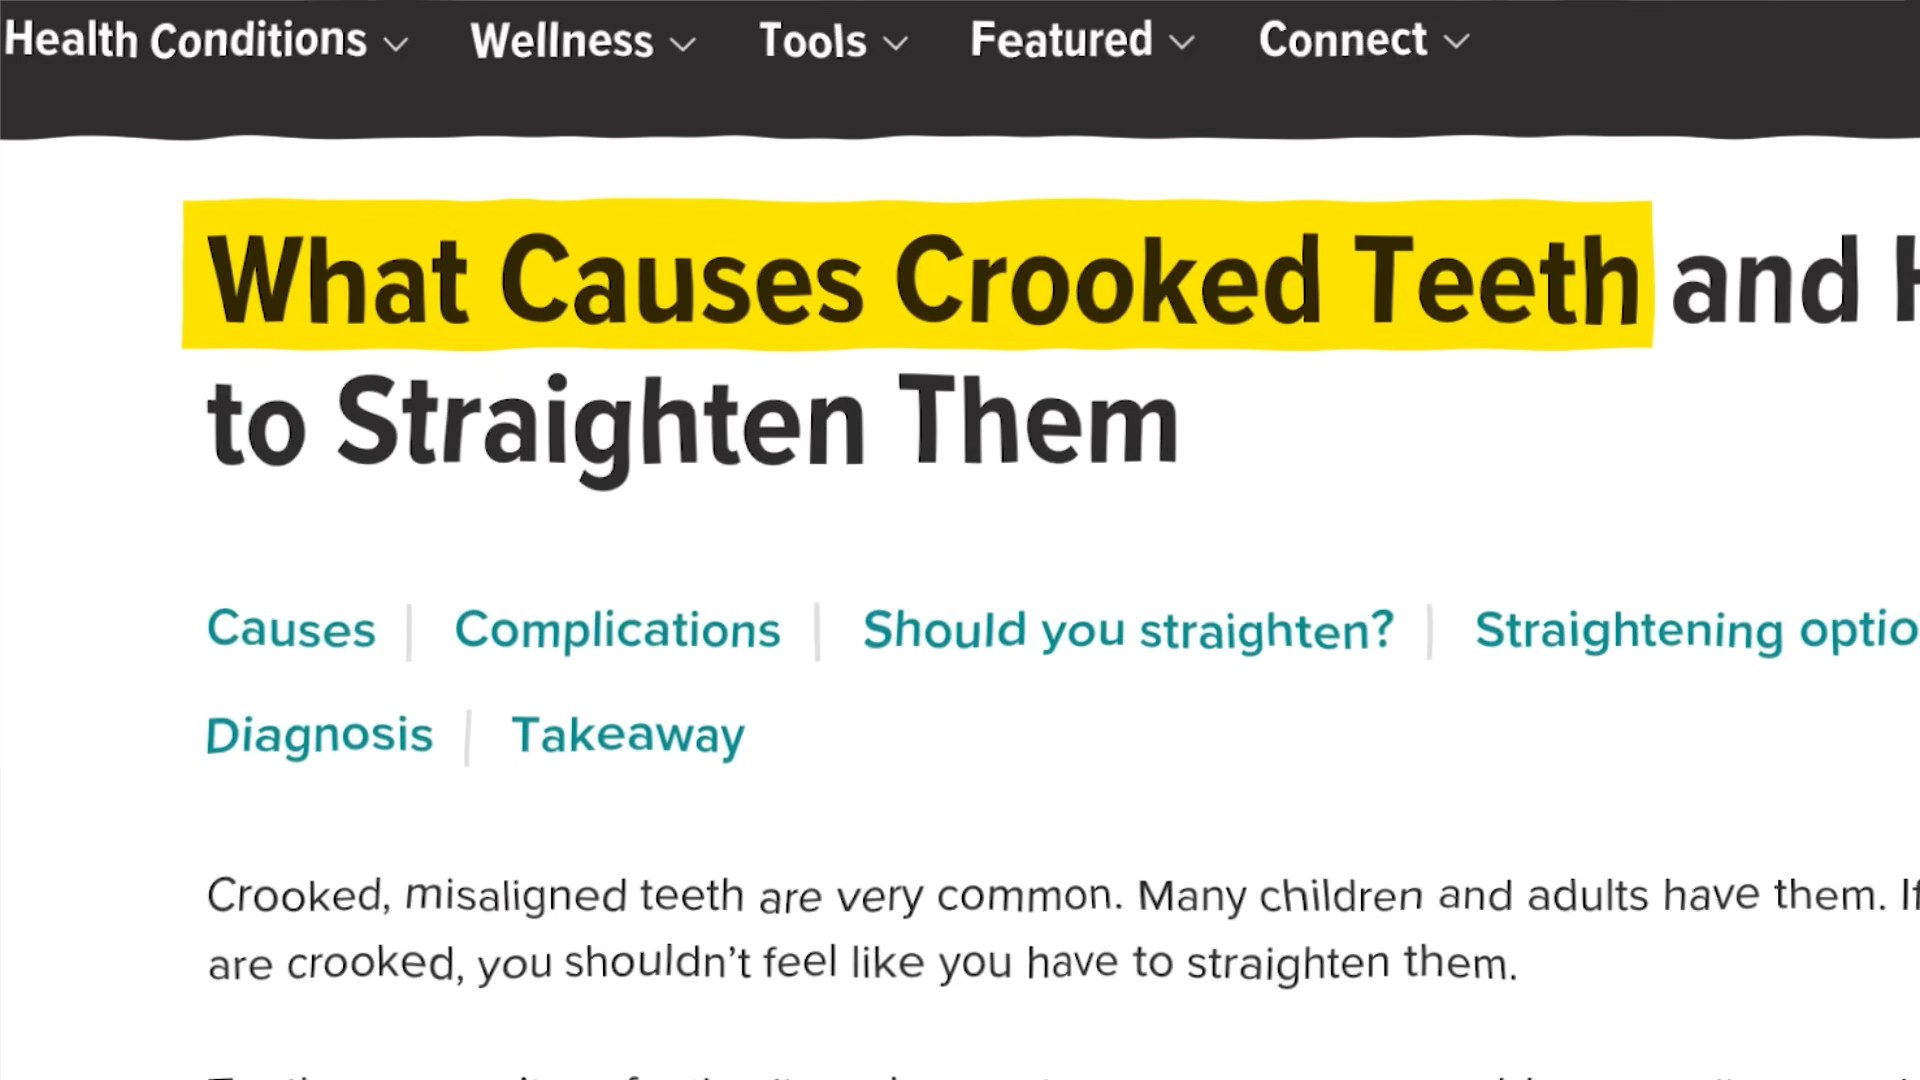 Health Conditions Wellness Tools Featured Connect
What Causes Crooked Teeth and
to Straighten Them
Causes Complications Should you straighten? Straightening optio
Diagnosis Takeaway
Crooked, misaligned teeth are very common. Many children and adults have them. If
are crooked, you shouldn't feel like you have to straighten them.